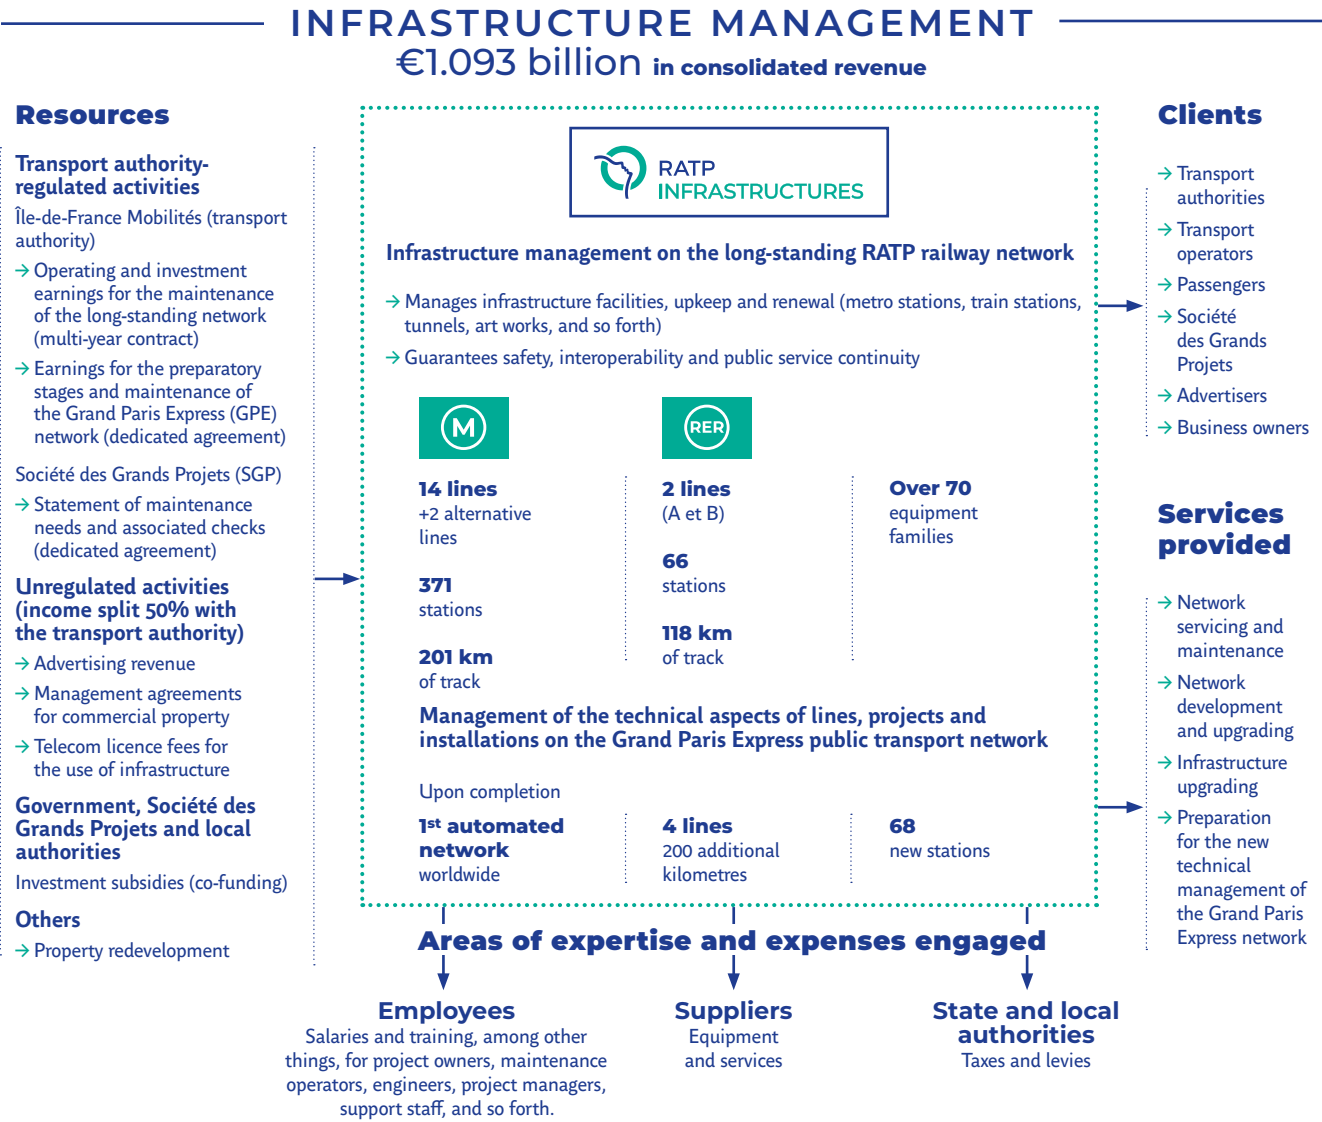 INFRASTRUCTURE MANAGEMENT
€1.093 billion in consolidated revenue
Resources
Transport authority-
regulated activities
Île-de-France Mobilités (transport
authority)
→ Operating and investment
earnings for the maintenance
of the long-standing network
(multi-year contract)
→ Earnings for the preparatory
stages and maintenance of
the Grand Paris Express (GPE)
network (dedicated agreement)
Société des Grands Projets (SGP)
→ Statement of maintenance
needs and associated checks
(dedicated agreement)
Unregulated activities
(income split 50% with
the transport authority)
→ Advertising revenue
→ Management agreements
for commercial property
→ Telecom licence fees for
the use of infrastructure
Government, Société des
Grands Projets and local
authorities
Investment subsidies (co-funding)
Others
→ Property redevelopment
RATP
INFRASTRUCTURES
Infrastructure management on the long-standing RATP railway network
→ Manages infrastructure facilities, upkeep and renewal (metro stations, train stations,
tunnels, art works, and so forth)
→ Guarantees safety, interoperability and public service continuity
M
14 lines
+2 alternative
lines
371
stations
201 km
of track
RER
2 lines
(A et B)
66
stations
118 km
of track
Over 70
equipment
families
Management of the technical aspects of lines, projects and
installations on the Grand Paris Express public transport network
Upon completion
1st automated
network
worldwide
4 lines
200 additional
kilometres
68
new stations
Areas of expertise and expenses engaged
Employees
Salaries and training, among other
things, for project owners, maintenance
operators, engineers, project managers,
support staff, and so forth.
Suppliers
Equipment
and services
State and local
authorities
Taxes and levies
Clients
→ Transport
authorities
→ Transport
operators
→ Passengers
→ Société
des Grands
Projets
→ Advertisers
→ Business owners
Services
provided
→ Network
servicing and
maintenance
→ Network
development
and upgrading
→ Infrastructure
upgrading
→ Preparation
for the new
technical
management of
the Grand Paris
Express network